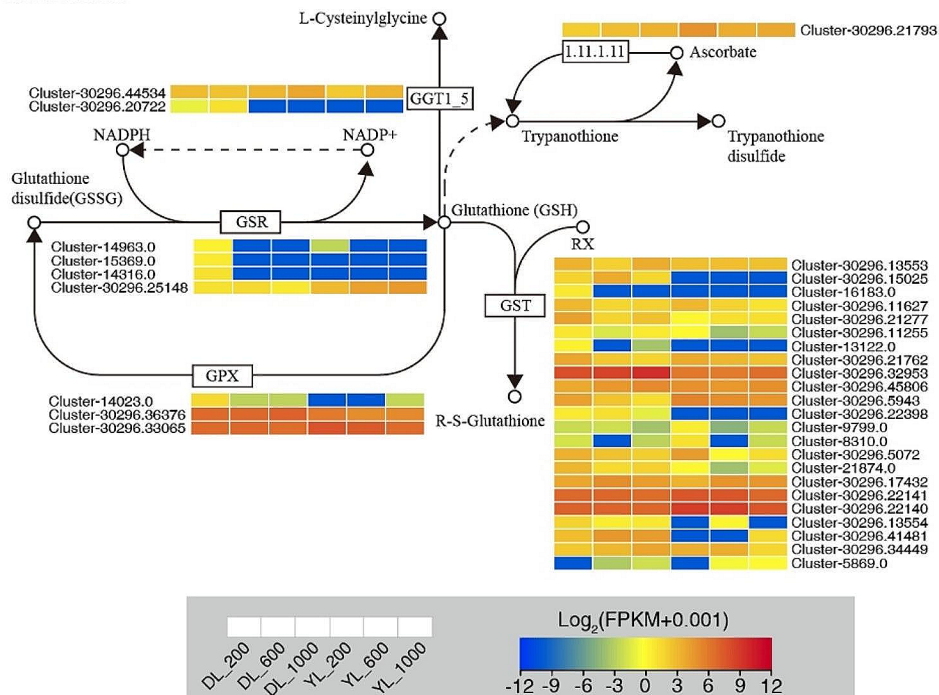 L-Cysteinylglycine
Cluster-30296.21793
1.11.1.11
Ascorbate
Cluster-30296.44534
Cluster-30296.20722
GGT1_5
NADPH
NADP+
Trypanothione
Trypanothione
disulfide
Glutathione
disulfide(GSSG)
GSR
Glutathione (GSH)
RX
Cluster-14963.0
Cluster-15369.0
Cluster-14316.0
Cluster-30296.25148
GST
GPX
Cluster-14023.0
Cluster-30296.36376
Cluster-30296.33065
R-S-Glutathione
Cluster-30296.13553
Cluster-30296.15025
Cluster-16183.0
Cluster-30296.11627
Cluster-30296.21277
Cluster-30296.11255
Cluster-13122.0
Cluster-30296.21762
Cluster-30296.32953
Cluster-30296.45806
Cluster-30296.5943
Cluster-30296.22398
Cluster-9799.0
Cluster-8310.0
Cluster-30296.5072
Cluster-21874.0
Cluster-30296.17432
Cluster-30296.22141
Cluster-30296.22140
Cluster-30296.13554
Cluster-30296.41481
Cluster-30296.34449
Cluster-5869.0
DL_200
DL_600
DL_1000
YL_200
YL_600
YL_1000
Log2(FPKM+0.001)
-12 -9 -6 -3 0 3 6 9 12